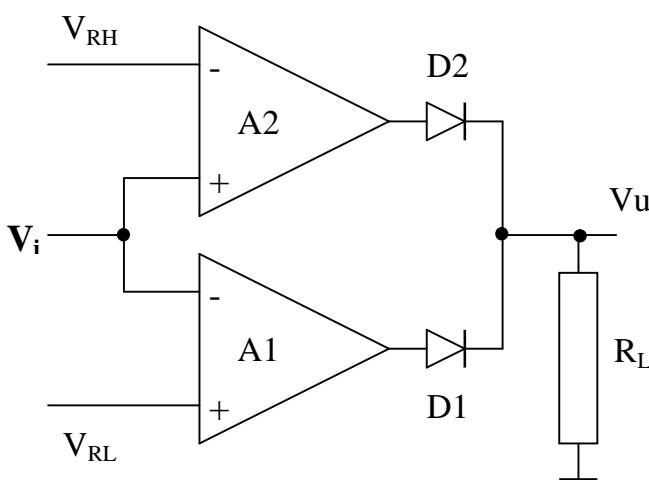 V_RH
D2
-
A2
+
Vu
V_i
-
A1
+
R_L
D1
V_RL